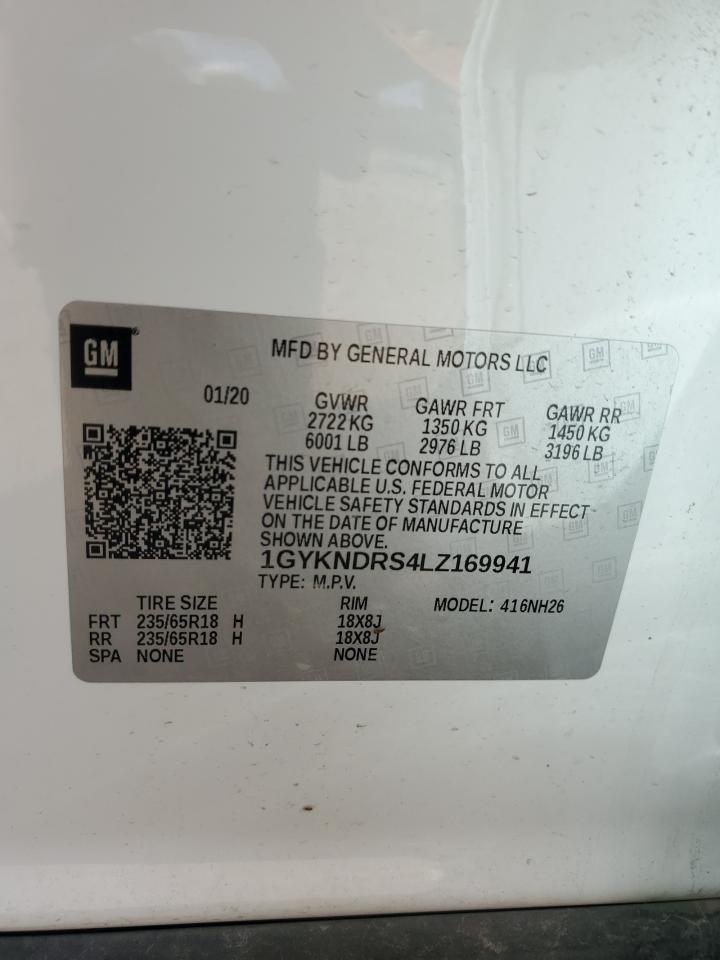 GM
MFD BY GENERAL MOTORS LLC
01/20
GVWR GAWR FRT GAWR RR
2722 KG 1350 KG 1450 KG
6001 LB 2976 LB 3196 LB
THIS VEHICLE CONFORMS TO ALL
APPLICABLE U.S. FEDERAL MOTOR
VEHICLE SAFETY STANDARDS IN EFFECT
ON THE DATE OF MANUFACTURE
SHOWN ABOVE.
1GYKNDRS4LZ169941
TYPE: M.P.V.
TIRE SIZE RIM MODEL: 416NH26
FRT 235/65R18 H 18X8J
RR 235/65R18 H 18X8J
SPA NONE NONE